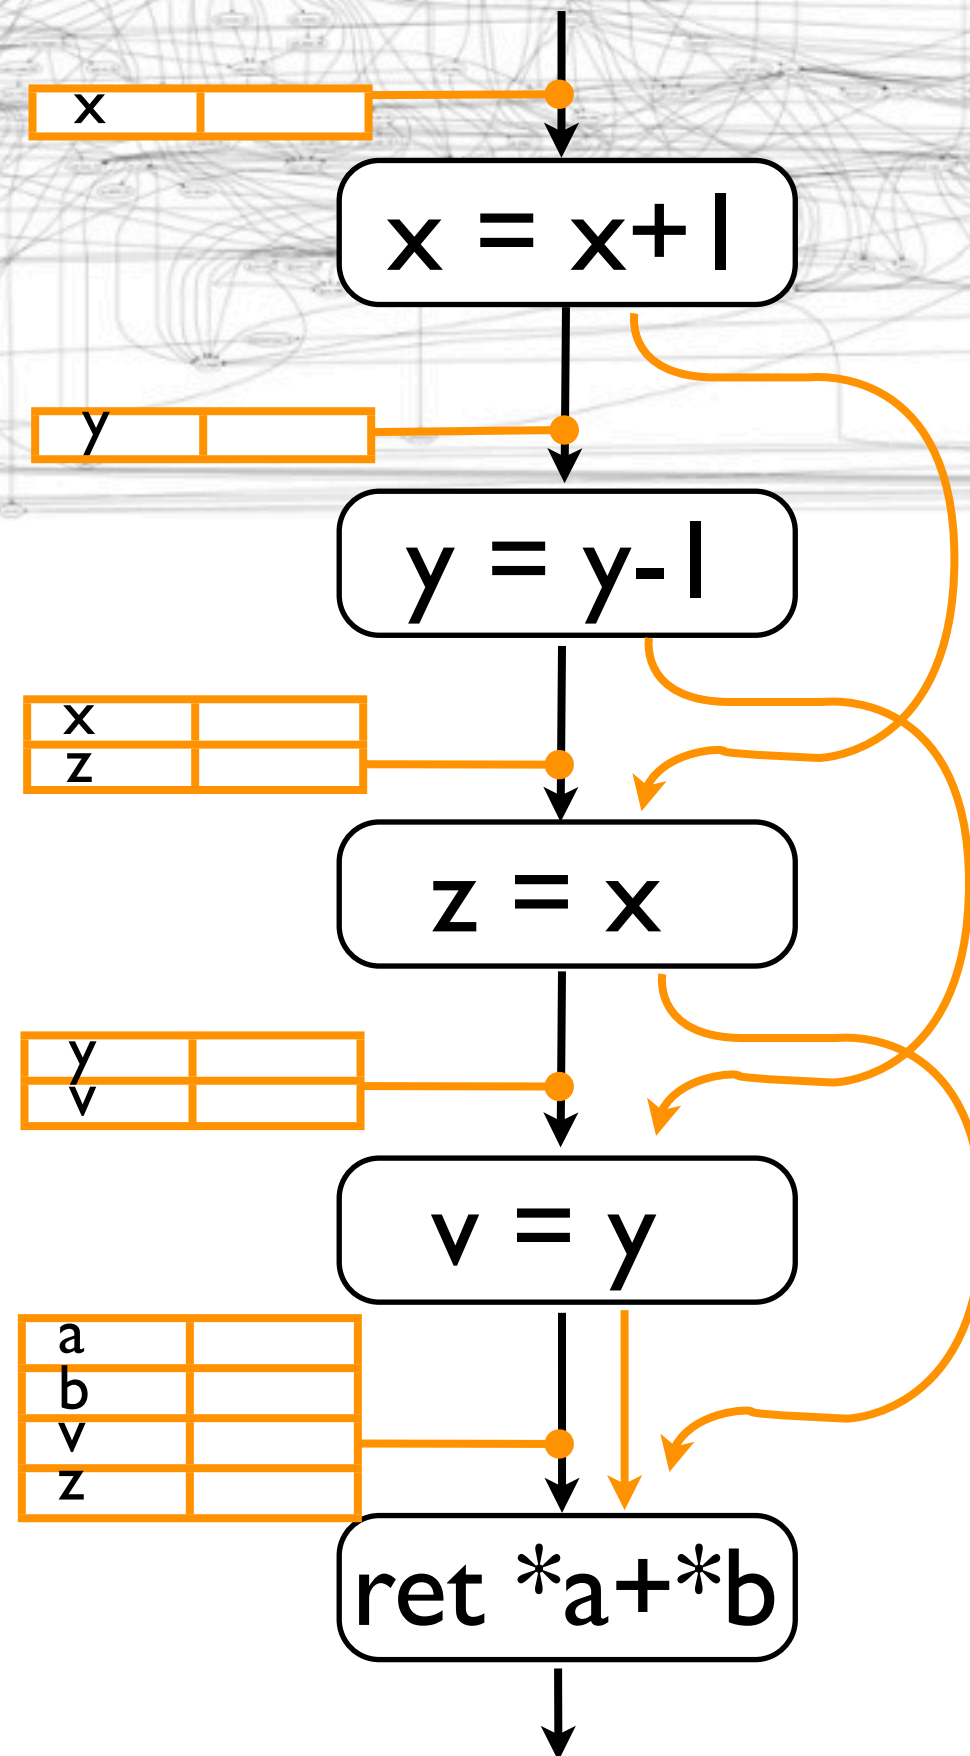 x
x = x+1
y
y = y-1
x
z
z = x
y
v
v = y
a
b
v
z
ret *a+*b